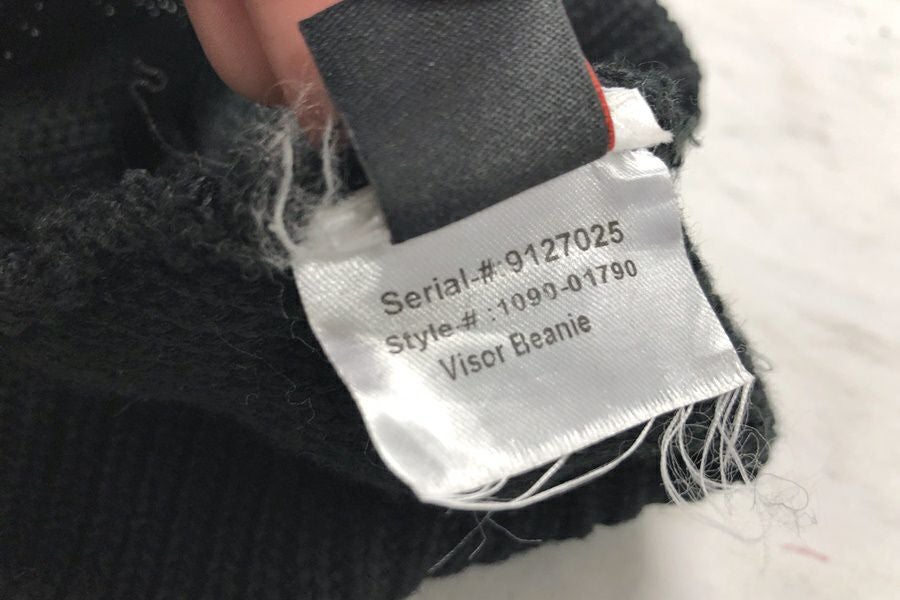 Serial-#:9127025
Style-# :1090-01790
Visor Beanie